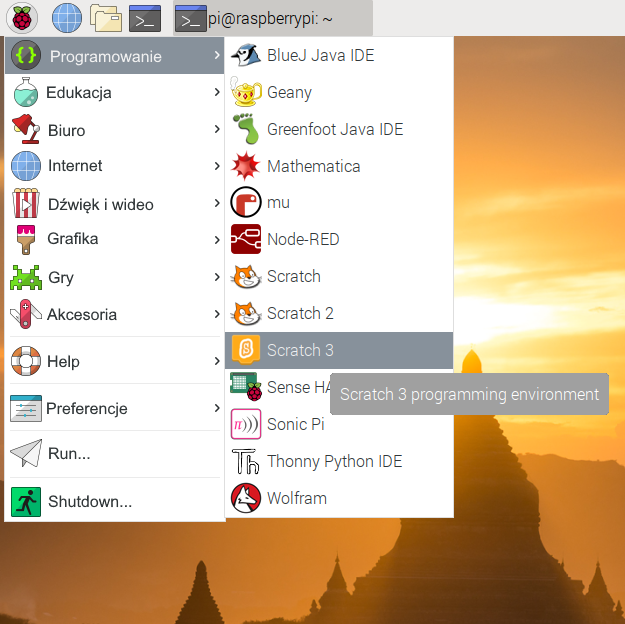 pi@raspberrypi: ~
Programowanie
Edukacja
Biuro
Internet
Dźwięk i wideo
Grafika
Gry
Akcesoria
Help
Preferencje
Run...
Shutdown...
BlueJ Java IDE
Geany
Greenfoot Java IDE
Mathematica
mu
Node-RED
Scratch
Scratch 2
Scratch 3
Sense HA
Scratch 3 programming environment
Sonic Pi
Thonny Python IDE
Wolfram